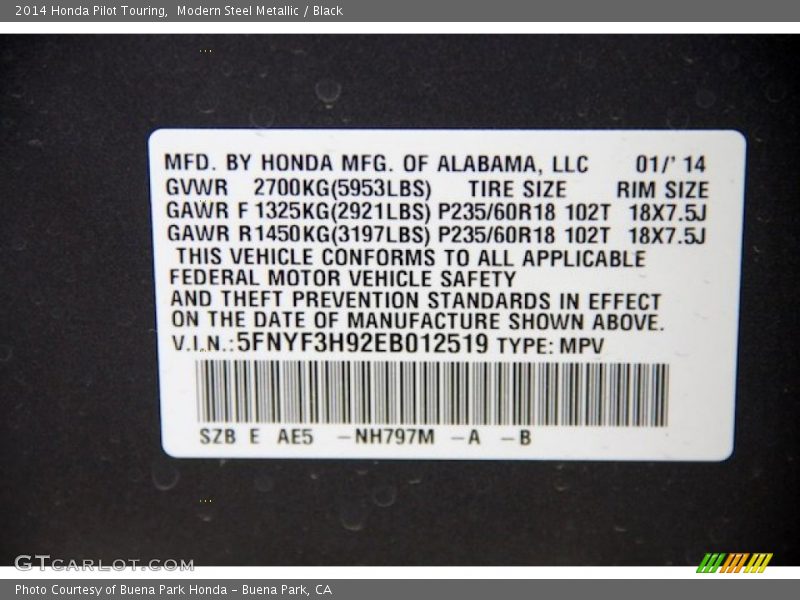 2014 Honda Pilot Touring,  Modern Steel Metallic / Black
MFD. BY HONDA MFG. OF ALABAMA, LLC 01/' 14
GVWR 2700KG(5953LBS) TIRE SIZE RIM SIZE
GAWR F 1325KG(2921LBS) P235/60R18 102T 18X7.5J
GAWR R1450KG(3197LBS) P235/60R18 102T 18X7.5J
THIS VEHICLE CONFORMS TO ALL APPLICABLE
FEDERAL MOTOR VEHICLE SAFETY
AND THEFT PREVENTION STANDARDS IN EFFECT
ON THE DATE OF MANUFACTURE SHOWN ABOVE.
V.I.N.:5FNYF3H92EB012519 TYPE: MPV
SZB E AE5 -NH797M -A -B
GTCARLOT.COM
Photo Courtesy of Buena Park Honda - Buena Park, CA